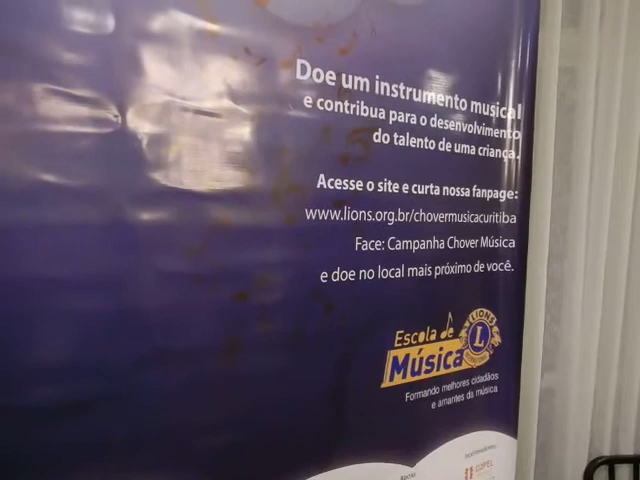 Doe um instrumento musical
e contribua para o desenvolvimento
do talento de uma criança.
Acesse o site e curta nossa fanpage:
www.lions.org.br/chovermusicacuritiba
Face: Campanha Chover Música
e doe no local mais próximo de você.
Escola de
Música
LIONS
L
Formando melhores cidadãos
e amantes da música
Apoio:
COPEL